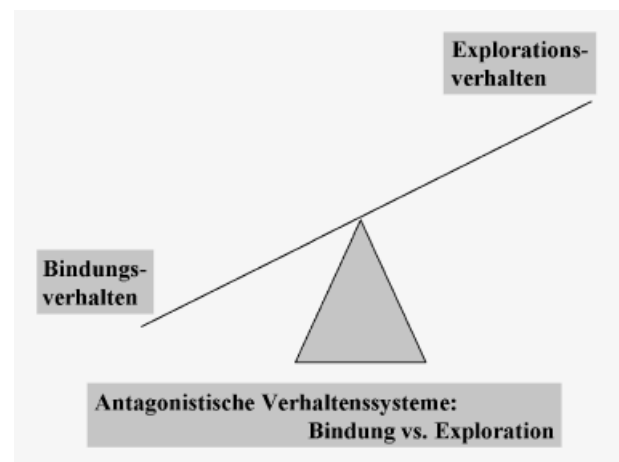 Explorations-
verhalten
Bindungs-
verhalten
Antagonistische Verhaltenssysteme:
Bindung vs. Exploration